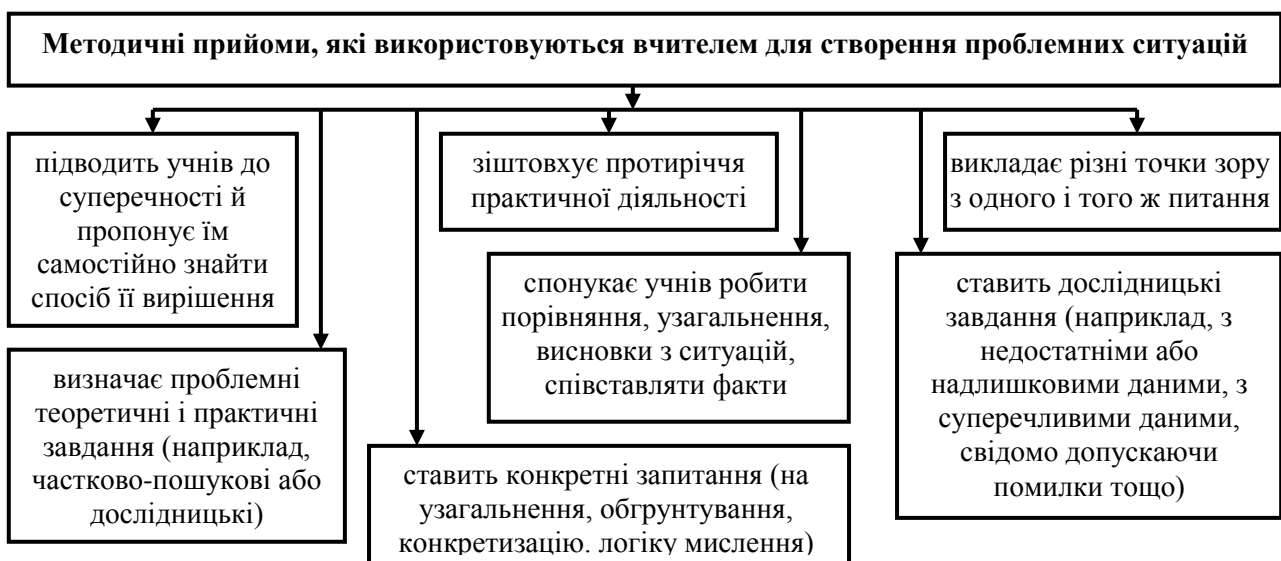 Методичні прийоми, які використовуються вчителем для створення проблемних ситуацій
підводить учнів до
суперечності й
пропонує їм
самостійно знайти
спосіб її вирішення
зіштовхує протиріччя
практичної діяльності
викладає різні точки зору
з одного і того ж питання
визначає проблемні
теоретичні і практичні
завдання (наприклад,
частково-пошукові або
дослідницькі)
спонукає учнів робити
порівняння, узагальнення,
висновки з ситуацій,
співставляти факти
ставить дослідницькі
завдання (наприклад, з
недостатніми або
надлишковими даними, з
суперечливими даними,
свідомо допускаючи
помилки тощо)
ставить конкретні запитання (на
узагальнення, обгрунтування,
конкретизацію. логіку мислення)